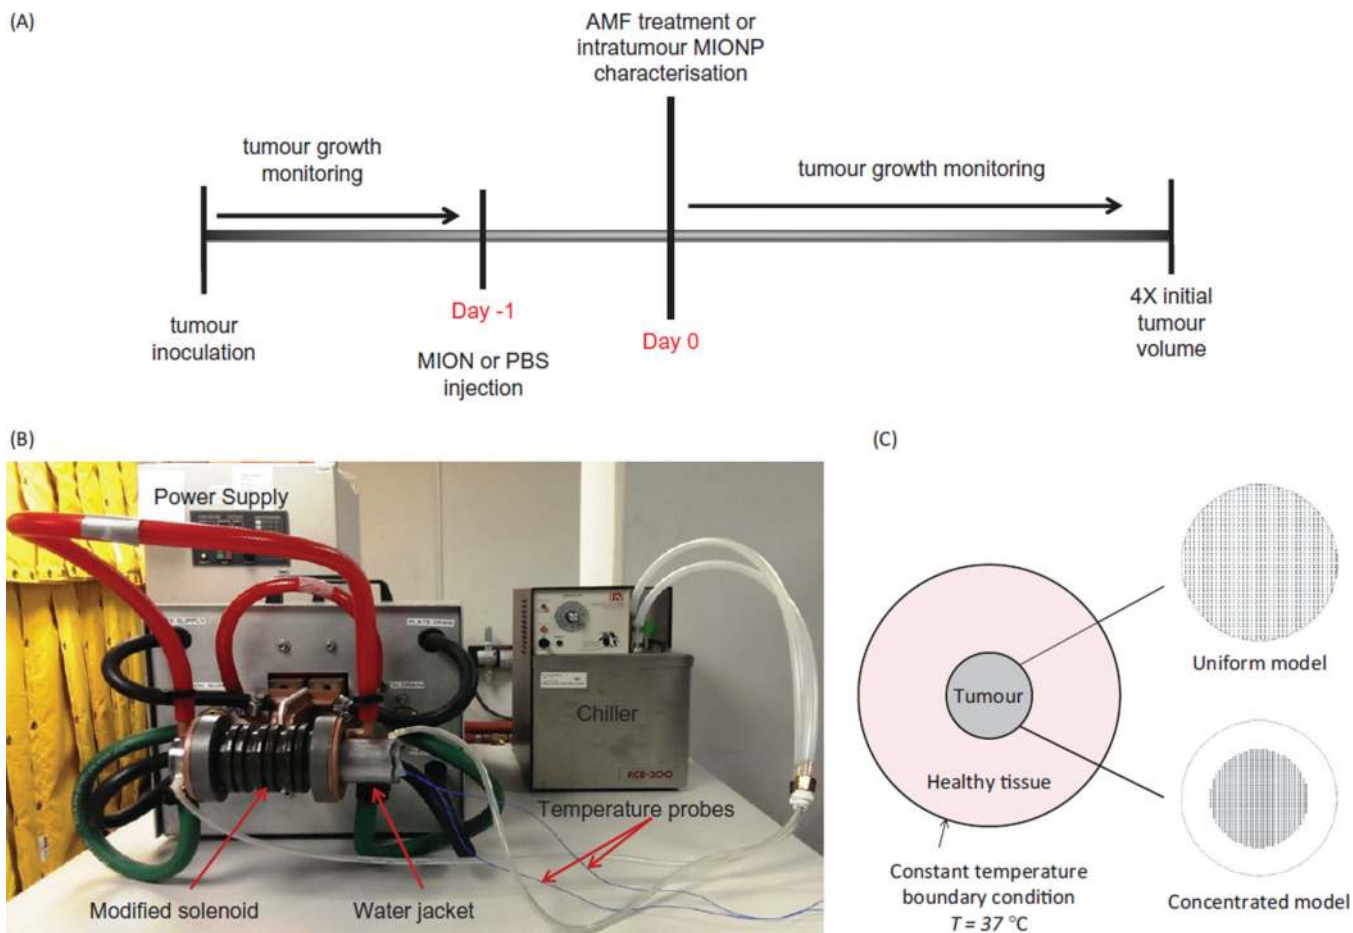 (A)
AMF treatment or
intratumour MIONP
characterisation
tumour growth
monitoring
tumour growth monitoring
Day -1
Day 0
tumour
inoculation
MION or PBS
injection
4X initial
tumour
volume
(B)
(C)
Power Supply
PLATE DRAIN
Chiller
Temperature probes
Modified solenoid
Water jacket
Uniform model
Tumour
Healthy tissue
Constant temperature
boundary condition
T = 37 °C
Concentrated model